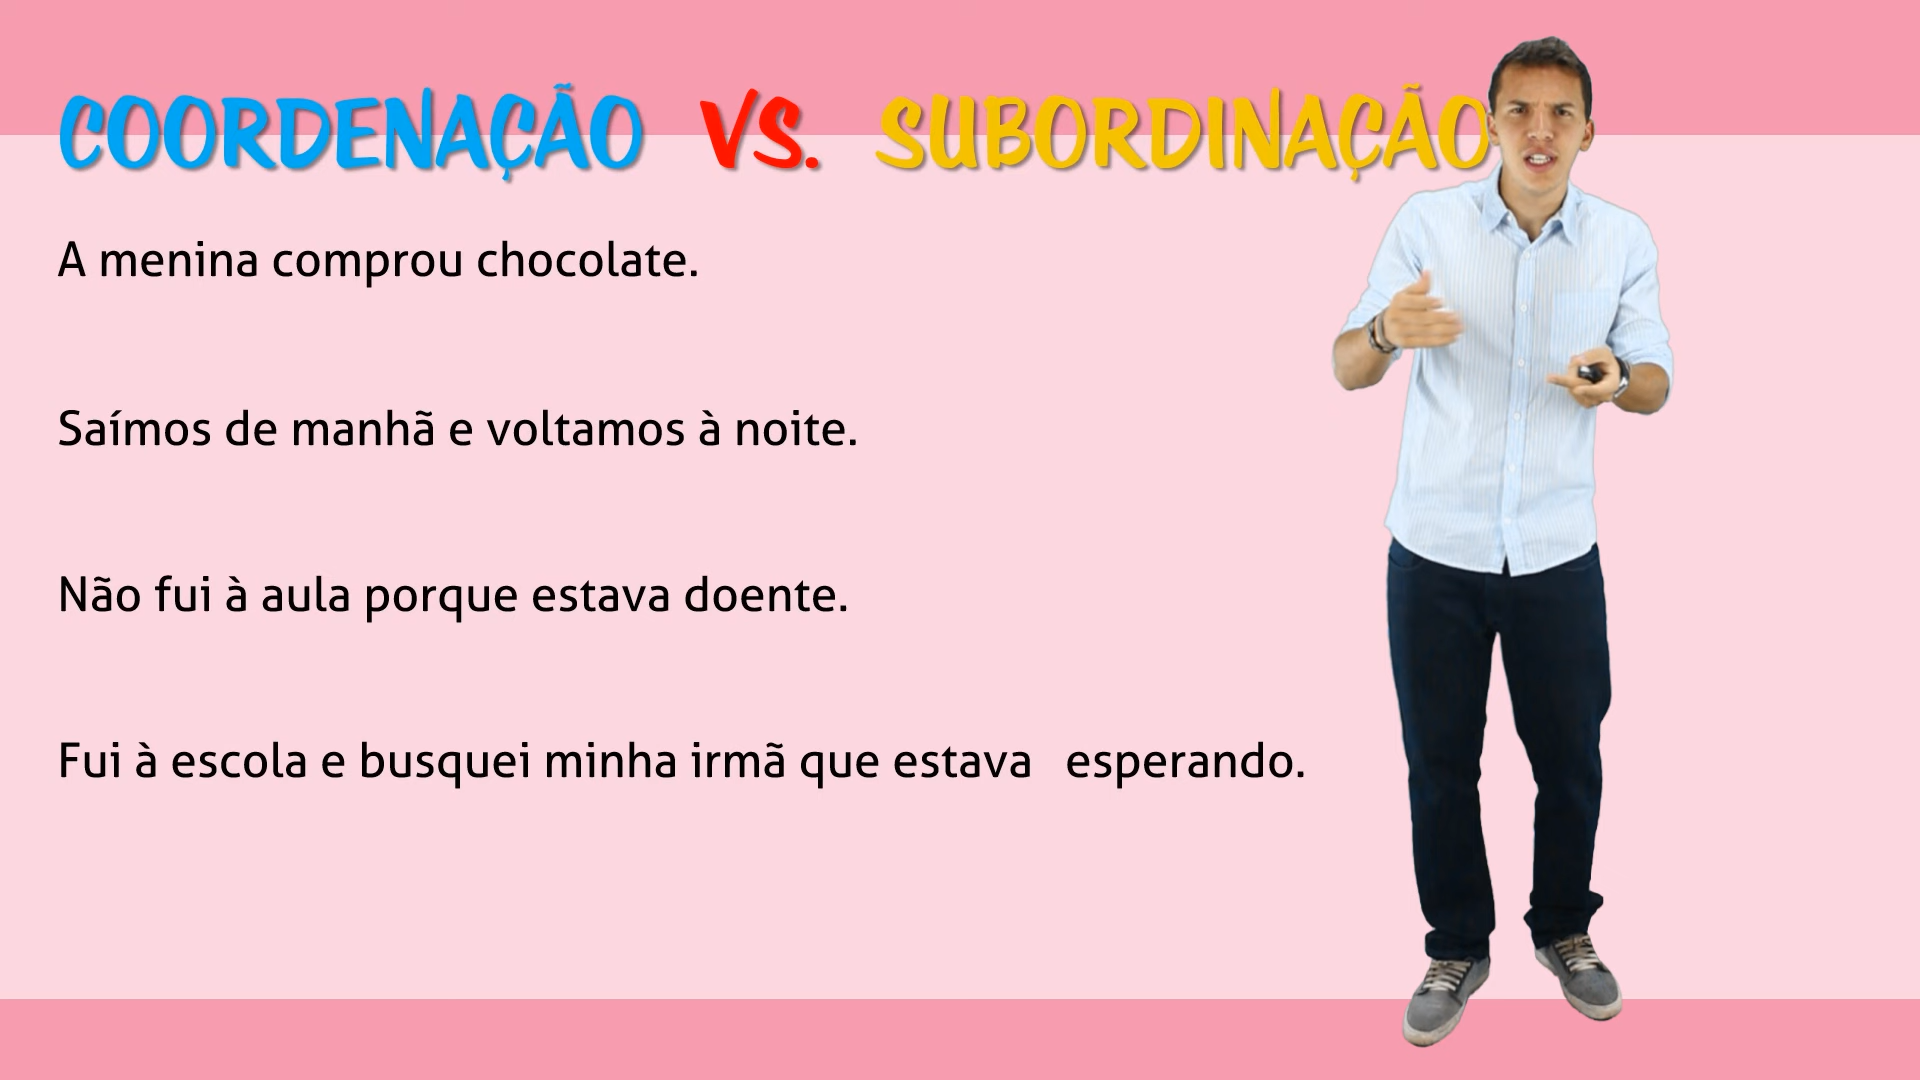 COORDENAÇÃO VS. SUBORDINAÇÃO
A menina comprou chocolate.
Saímos de manhã e voltamos à noite.
Não fui à aula porque estava doente.
Fui à escola e busquei minha irmã que estava esperando.